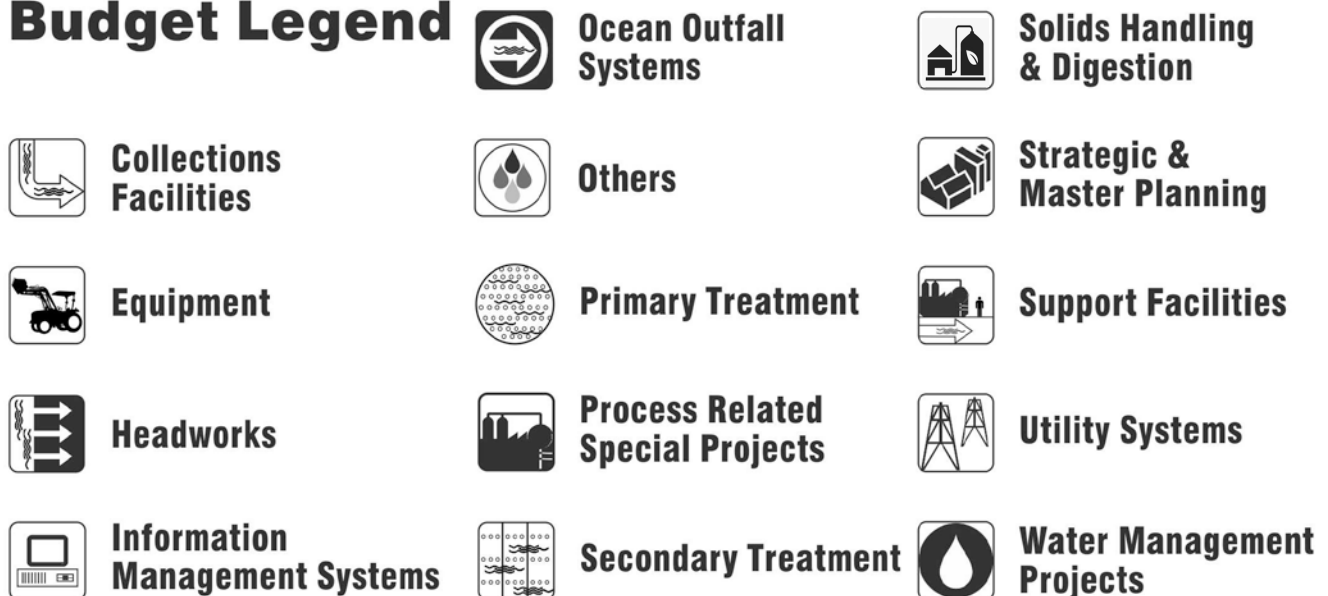 Budget Legend
Collections
Facilities
Equipment
Headworks
Information
Management Systems
Ocean Outfall
Systems
Others
Primary Treatment
Process Related
Special Projects
Secondary Treatment
Solids Handling
& Digestion
Strategic &
Master Planning
Support Facilities
Utility Systems
Water Management
Projects